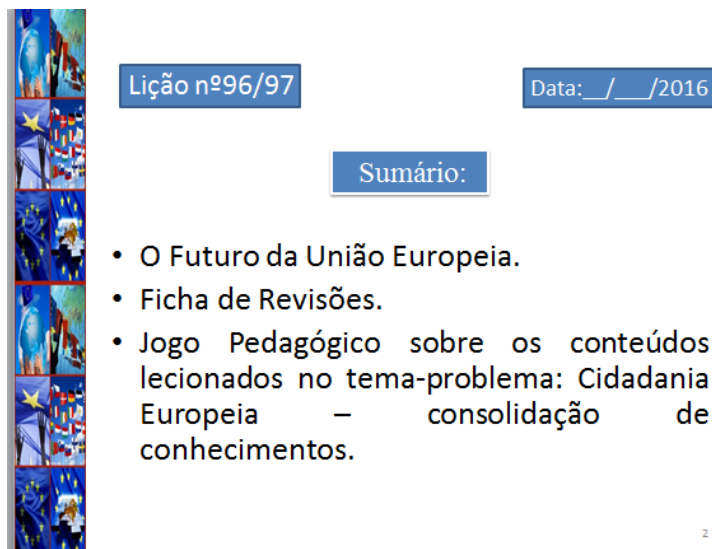 Lição nº96/97
Data:__/___/2016
Sumário:
• O Futuro da União Europeia.
• Ficha de Revisões.
• Jogo Pedagógico sobre os conteúdos
lecionados no tema-problema: Cidadania
Europeia – consolidação de
conhecimentos.
2